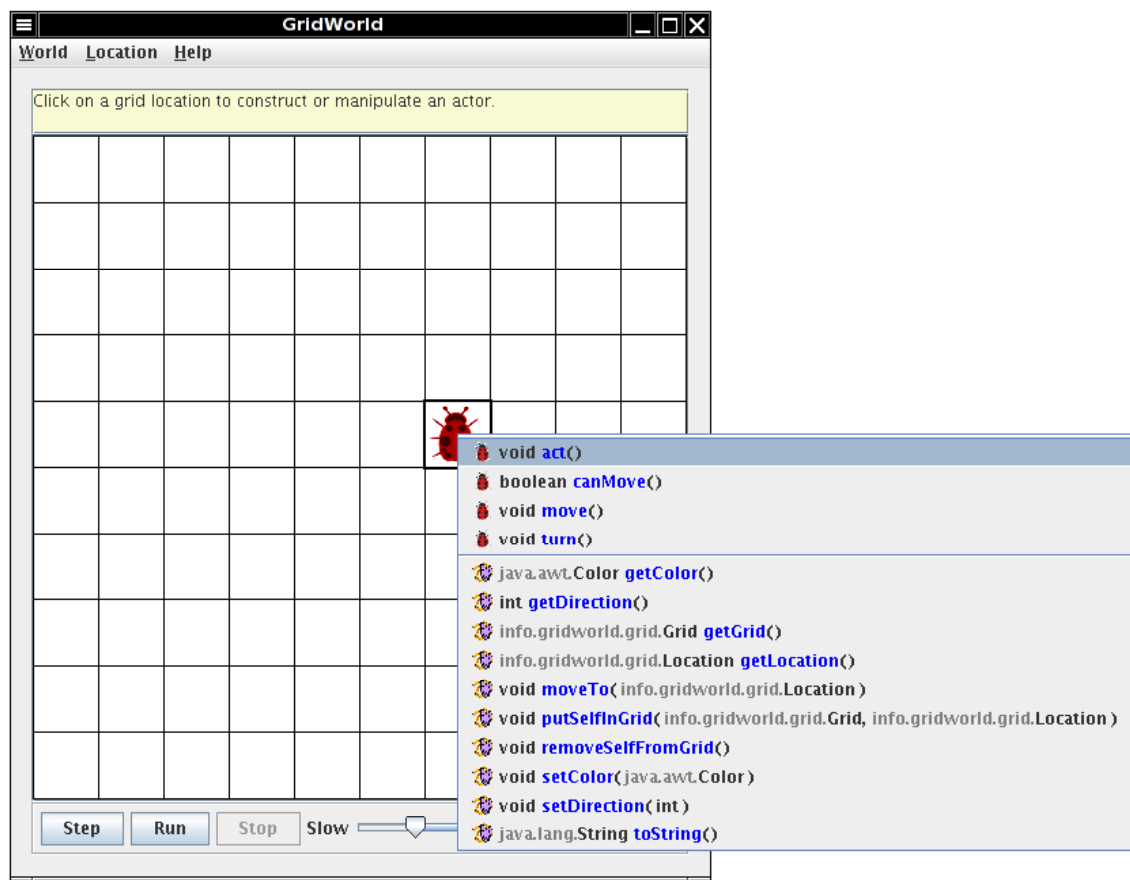 GridWorld
World Location Help
Click on a grid location to construct or manipulate an actor.
void act()
boolean canMove()
void move()
void turn()
java.awt.Color getColor()
int getDirection()
info.gridworld.grid.Grid getGrid()
info.gridworld.grid.Location getLocation()
void moveTo(info.gridworld.grid.Location)
void putSelfInGrid(info.gridworld.grid.Grid, info.gridworld.grid.Location)
void removeSelfFromGrid()
void setColor(java.awt.Color)
void setDirection(int)
java.lang.String toString()
Step Run Stop Slow